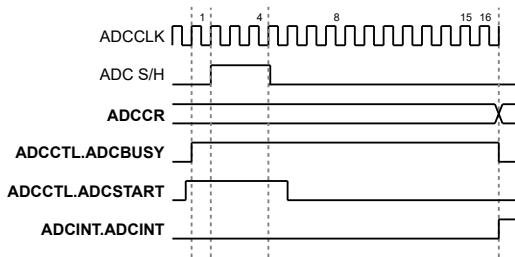 1 4 8 15 16
ADCCLK
ADC S/H
ADCCR
ADCCTL.ADCBUSY
ADCCTL.ADCSTART
ADCINT.ADCINT